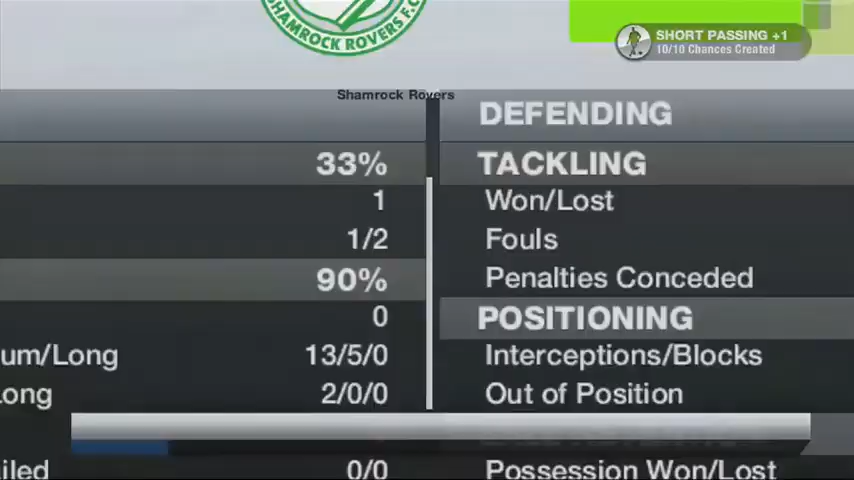 SHAMROCK ROVERS F.C.
SHORT PASSING +1
10/10 Chances Created
Shamrock Rovers
DEFENDING
33%
TACKLING
1
Won/Lost
1/2
Fouls
90%
Penalties Conceded
0
POSITIONING
um/Long
13/5/0
Interceptions/Blocks
ong
2/0/0
Out of Position
iled
0/0
Possession Won/Lost